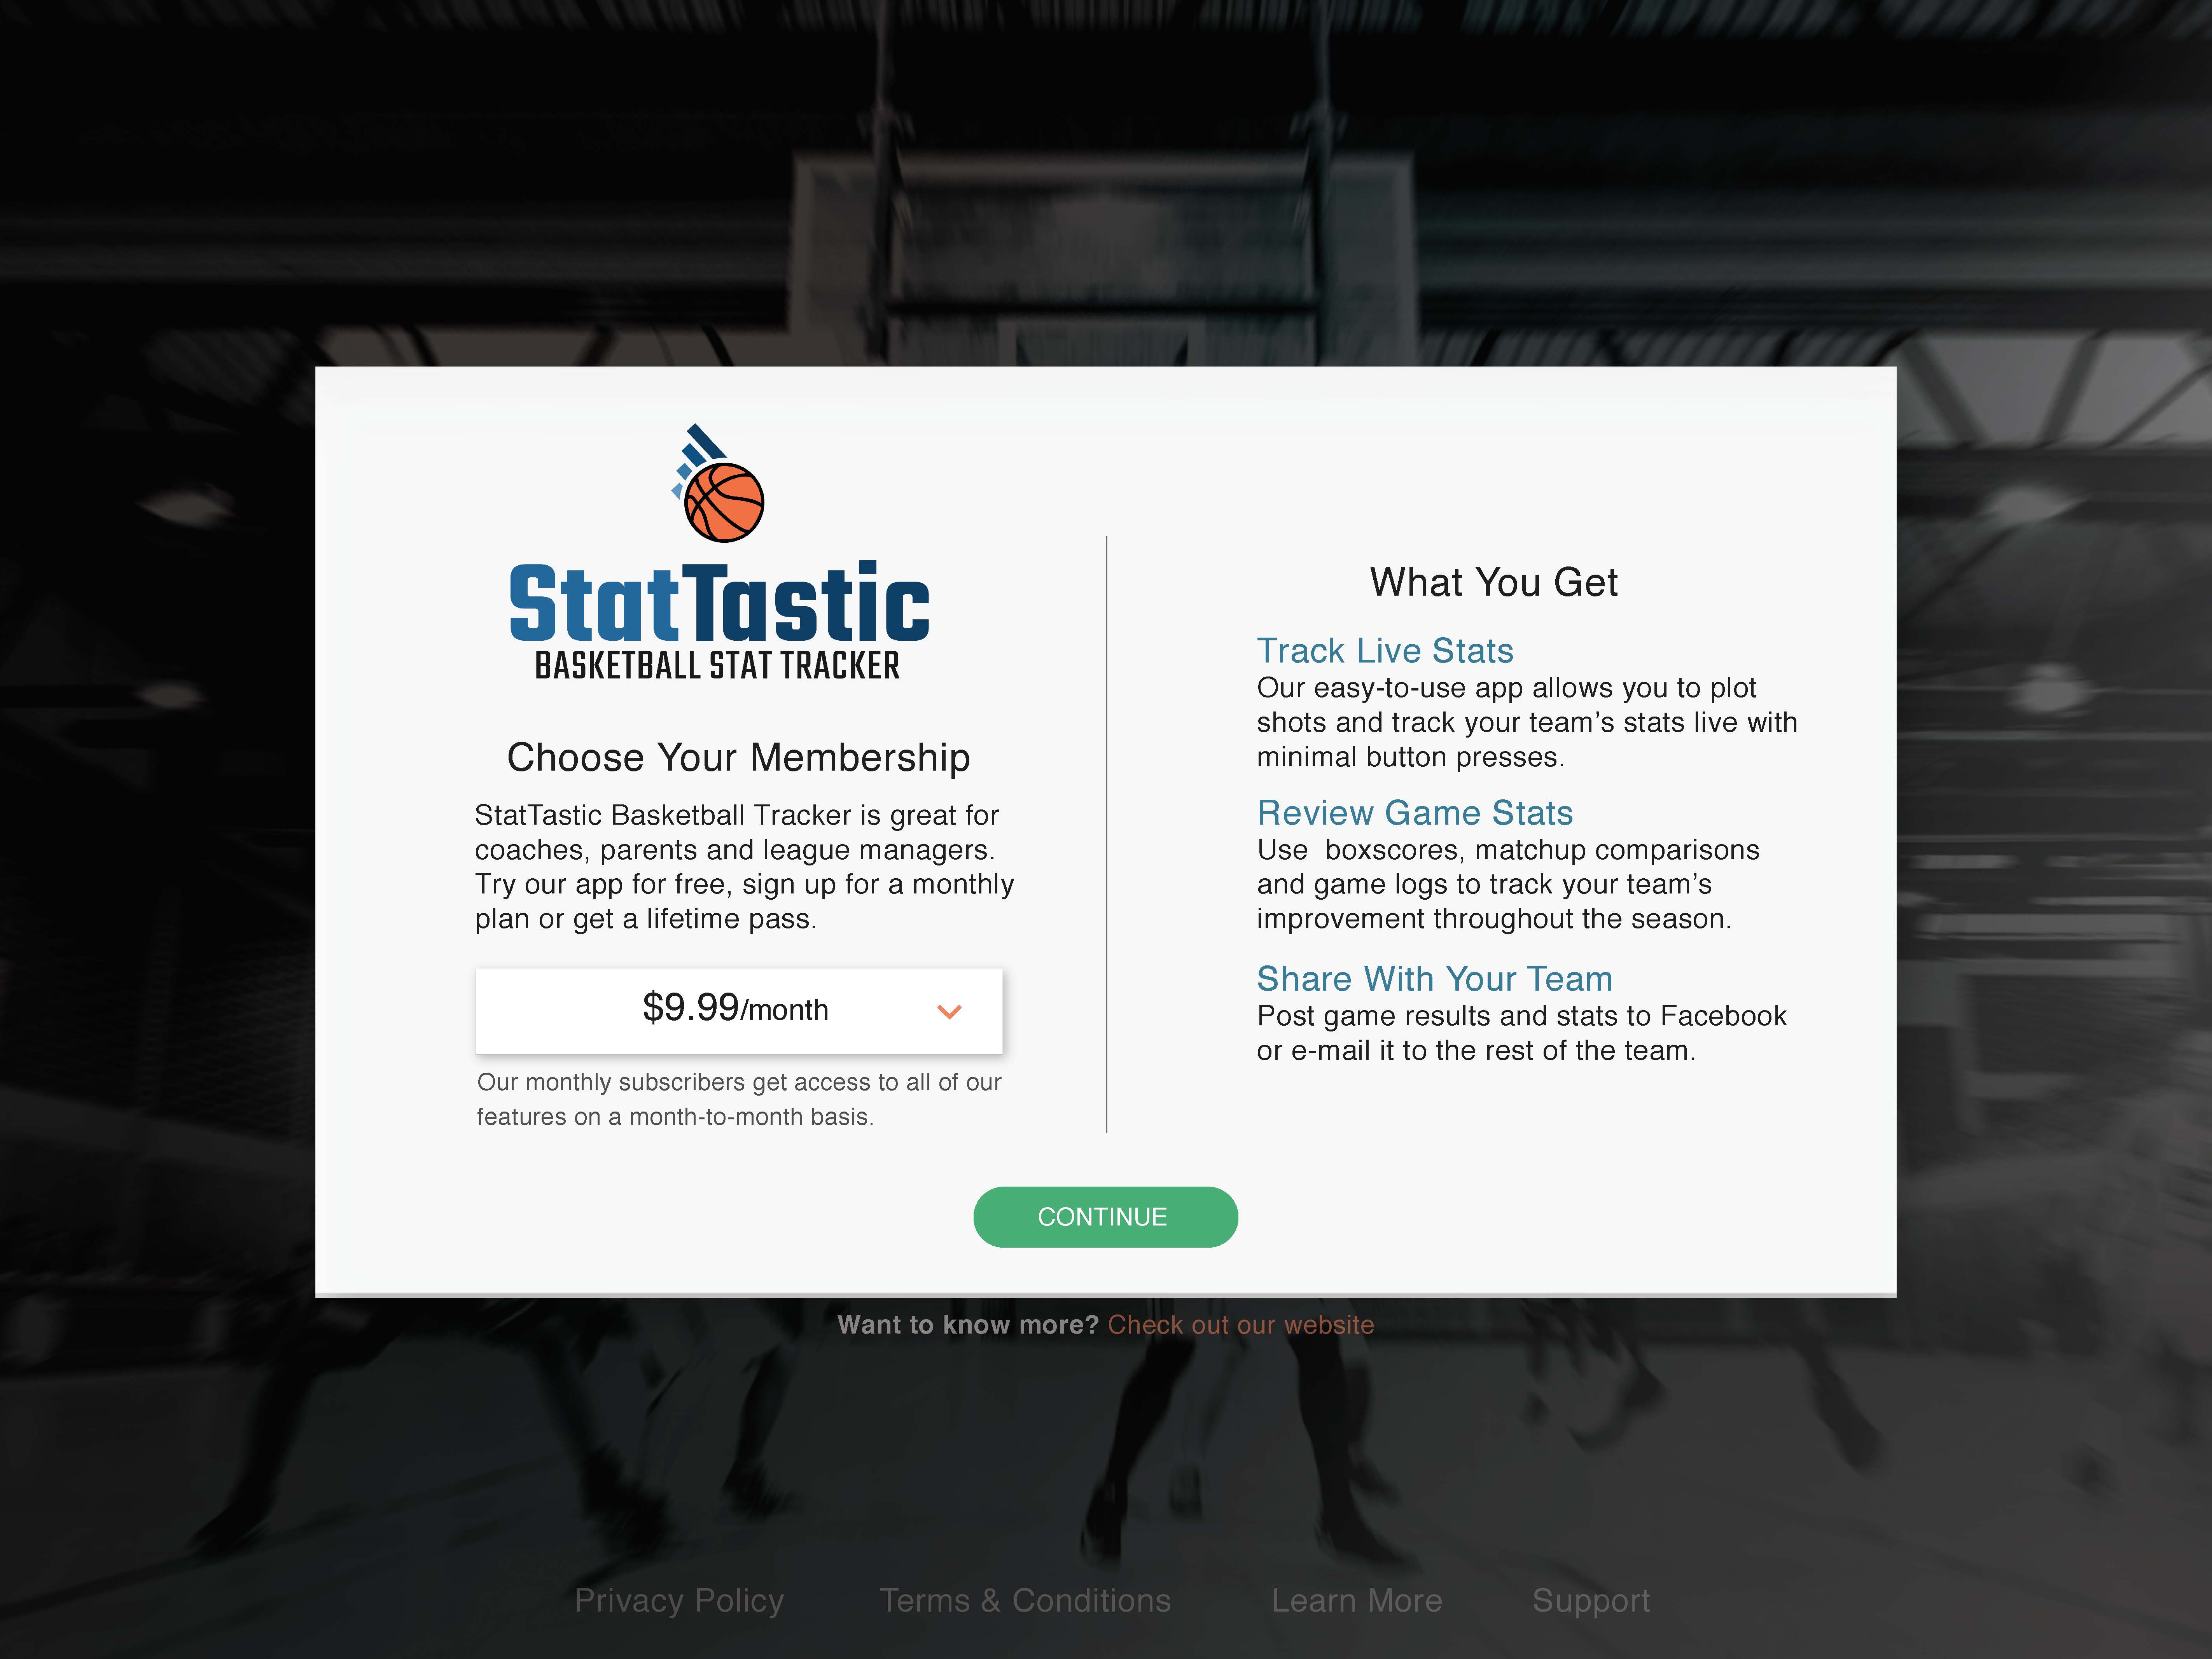 StatTastic
BASKETBALL STAT TRACKER
Choose Your Membership
StatTastic Basketball Tracker is great for
coaches, parents and league managers.
Try our app for free, sign up for a monthly
plan or get a lifetime pass.
$9.99/month
Our monthly subscribers get access to all of our
features on a month-to-month basis.
What You Get
Track Live Stats
Our easy-to-use app allows you to plot
shots and track your team’s stats live with
minimal button presses.
Review Game Stats
Use  boxscores, matchup comparisons
and game logs to track your team’s
improvement throughout the season.
Share With Your Team
Post game results and stats to Facebook
or e-mail it to the rest of the team.
CONTINUE
Want to know more? Check out our website
Privacy Policy Terms & Conditions Learn More Support